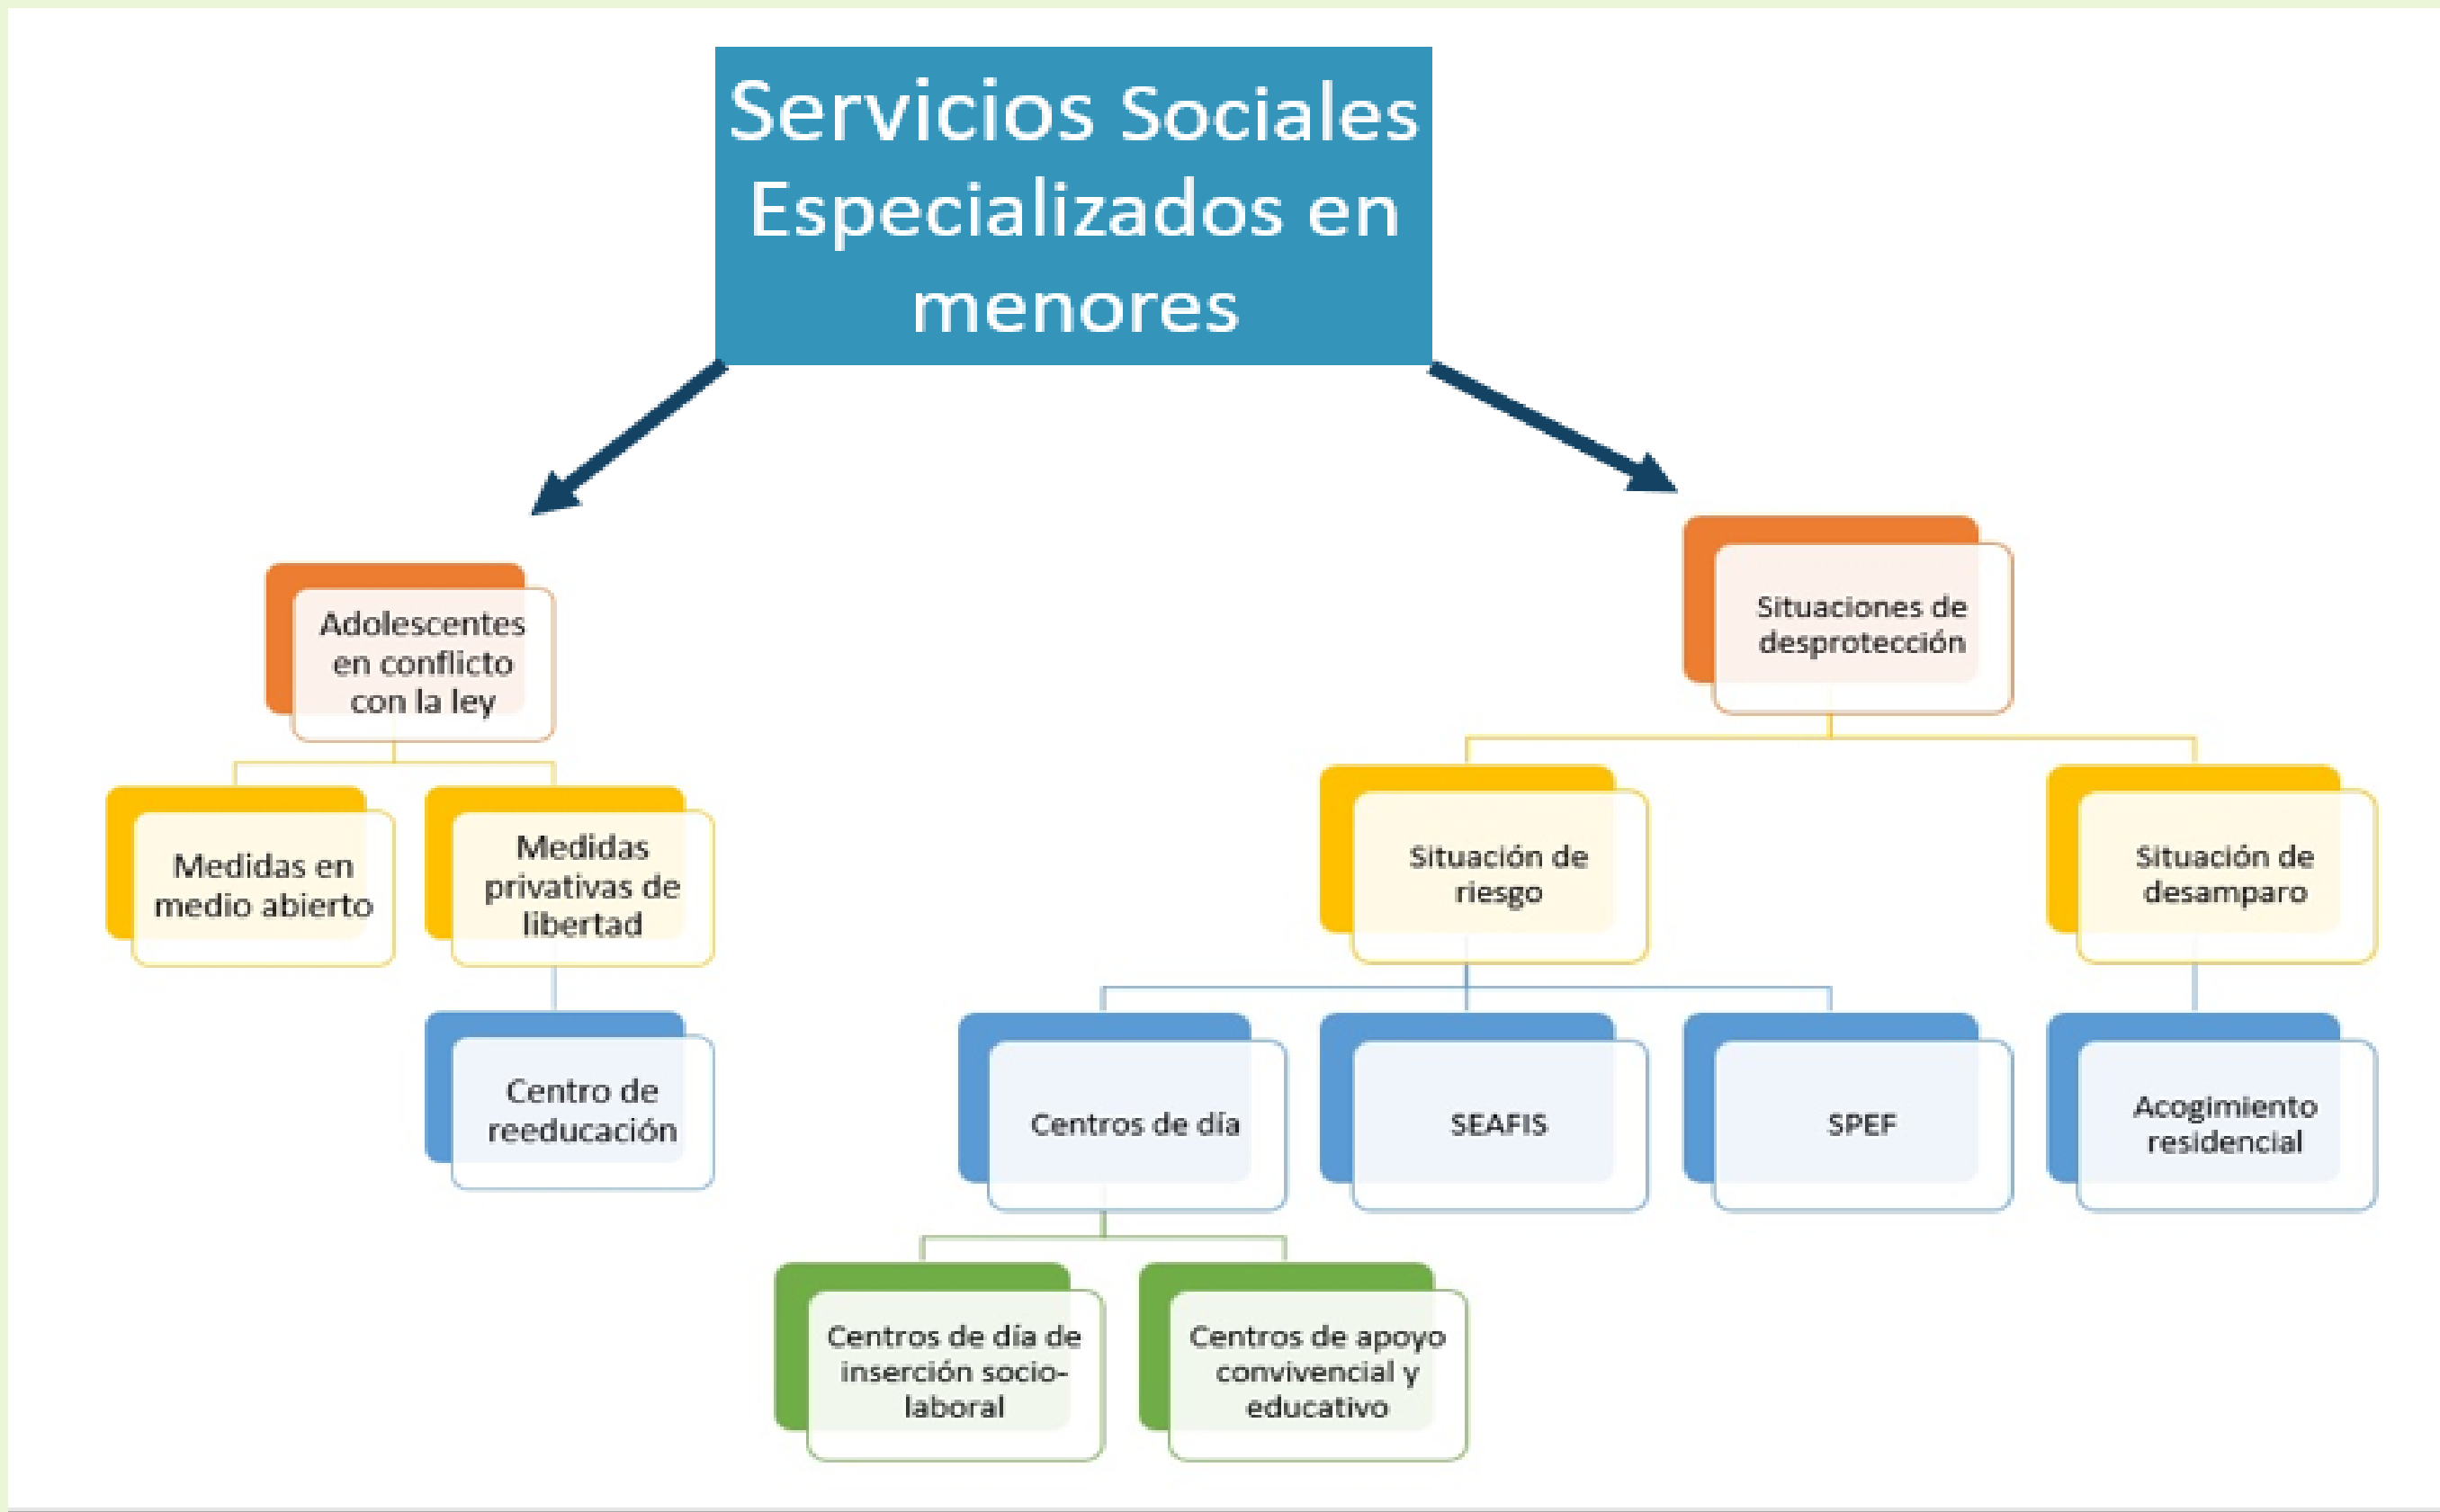 Servicios Sociales
Especializados en
menores
Adolescentes
en conflicto
con la ley
Situaciones de
desprotección
Medidas en
medio abierto
Medidas
privativas de
libertad
Situación de
riesgo
Situación de
desamparo
Centro de
reeducación
Centros de día
SEAFIS
SPEF
Acogimiento
residencial
Centros de día de
inserción socio-
laboral
Centros de apoyo
convivencial y
educativo